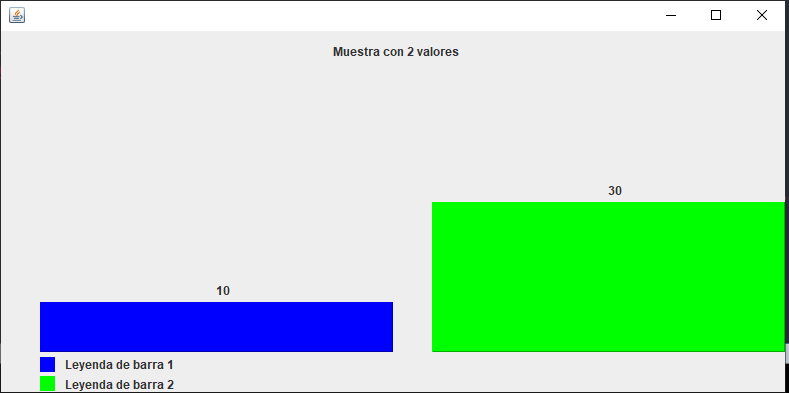 Muestra con 2 valores
30
10
Leyenda de barra 1
Leyenda de barra 2